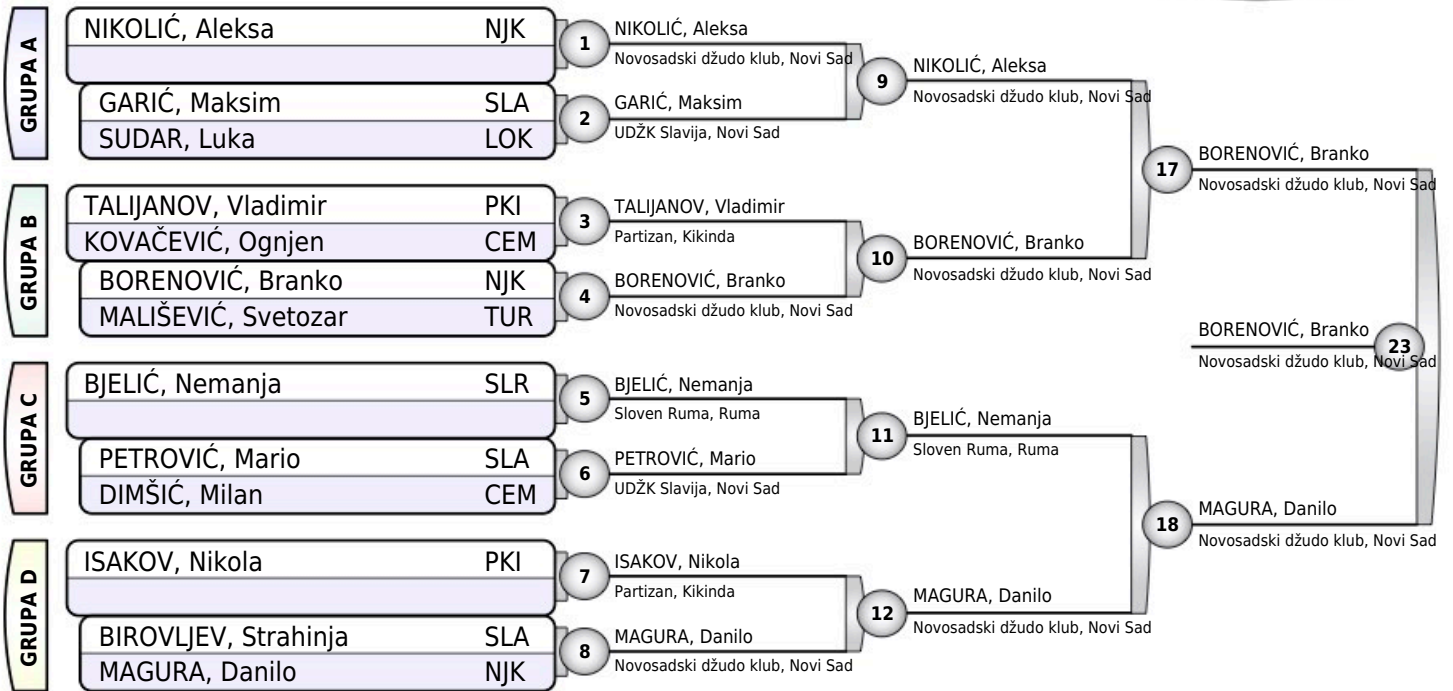 GRUPA A
NIKOLIĆ, Aleksa NJK
GARIĆ, Maksim SLA
SUDAR, Luka LOK
GRUPA B
TALIJANOV, Vladimir PKI
KOVAČEVIĆ, Ognjen CEM
BORENOVIĆ, Branko NJK
MALIŠEVIĆ, Svetozar TUR
GRUPA C
BJELIĆ, Nemanja SLR
PETROVIĆ, Mario SLA
DIMŠIĆ, Milan CEM
GRUPA D
ISAKOV, Nikola PKI
BIROVLJEV, Strahinja SLA
MAGURA, Danilo NJK
1
NIKOLIĆ, Aleksa
Novosadski džudo klub, Novi Sad
2
GARIĆ, Maksim
UDŽK Slavija, Novi Sad
3
TALIJANOV, Vladimir
Partizan, Kikinda
4
BORENOVIĆ, Branko
Novosadski džudo klub, Novi Sad
5
BJELIĆ, Nemanja
Sloven Ruma, Ruma
6
PETROVIĆ, Mario
UDŽK Slavija, Novi Sad
7
ISAKOV, Nikola
Partizan, Kikinda
8
MAGURA, Danilo
Novosadski džudo klub, Novi Sad
9
NIKOLIĆ, Aleksa
Novosadski džudo klub, Novi Sad
10
BORENOVIĆ, Branko
Novosadski džudo klub, Novi Sad
11
BJELIĆ, Nemanja
Sloven Ruma, Ruma
12
MAGURA, Danilo
Novosadski džudo klub, Novi Sad
17
BORENOVIĆ, Branko
Novosadski džudo klub, Novi Sad
18
MAGURA, Danilo
Novosadski džudo klub, Novi Sad
23
BORENOVIĆ, Branko
Novosadski džudo klub, Novi Sad